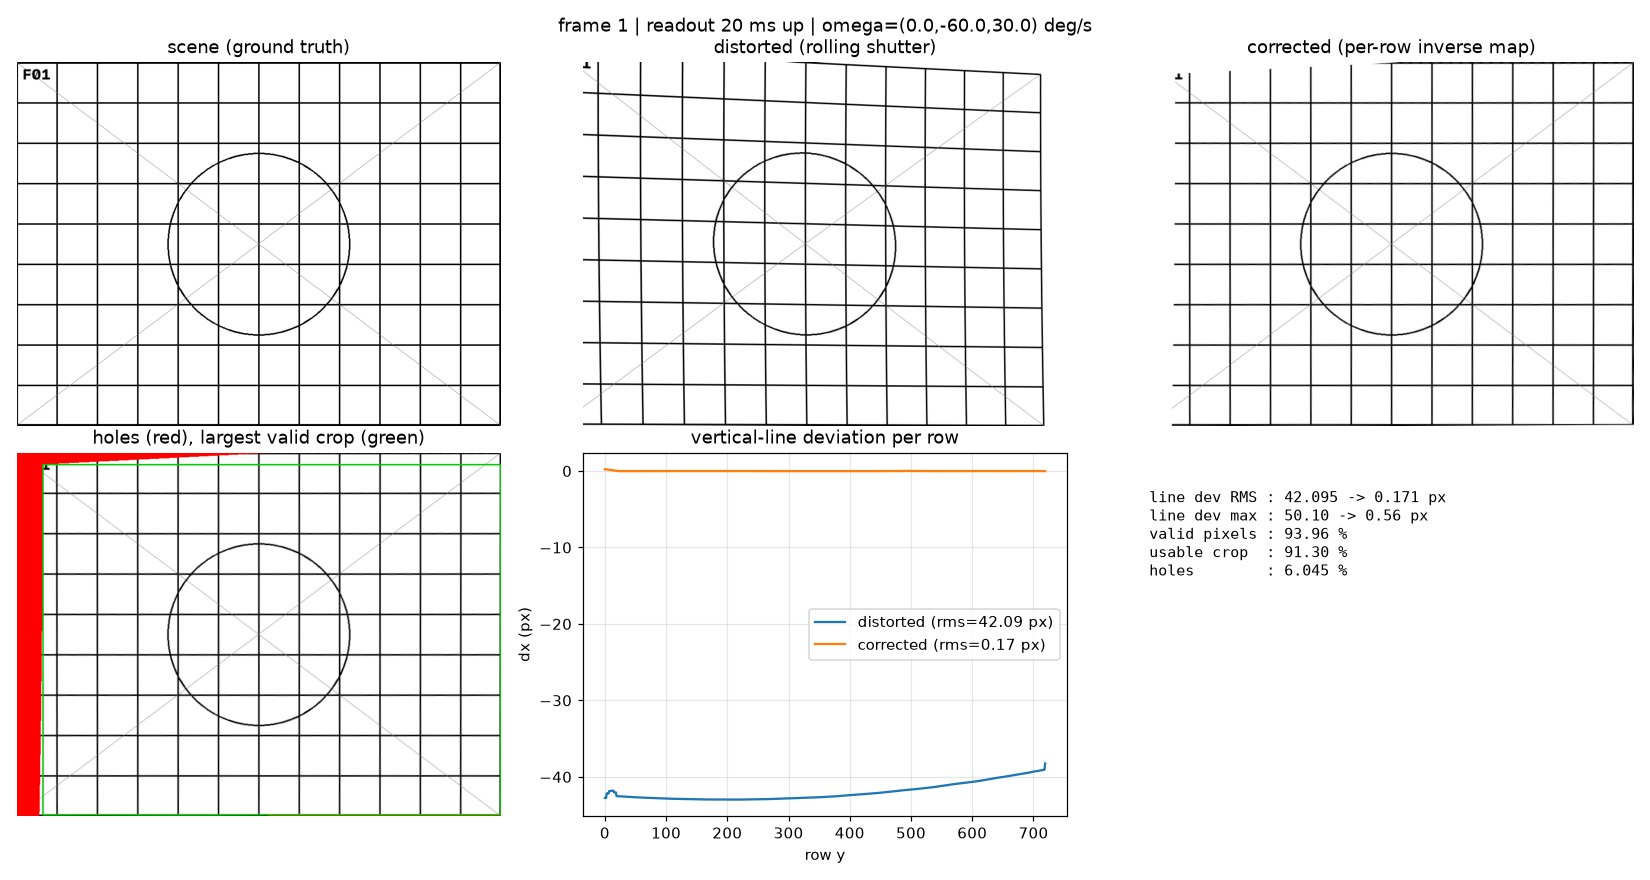 frame 1 | readout 20 ms up | omega=(0.0,-60.0,30.0) deg/s
scene (ground truth)
distorted (rolling shutter)
corrected (per-row inverse map)
F01
1
1
holes (red), largest valid crop (green)
vertical-line deviation per row
1
0
−10
−20
−30
−40
dx (px)
distorted (rms=42.09 px)
corrected (rms=0.17 px)
0 100 200 300 400 500 600 700
row y
line dev RMS : 42.095 -> 0.171 px
line dev max : 50.10 -> 0.56 px
valid pixels : 93.96 %
usable crop  : 91.30 %
holes        : 6.045 %